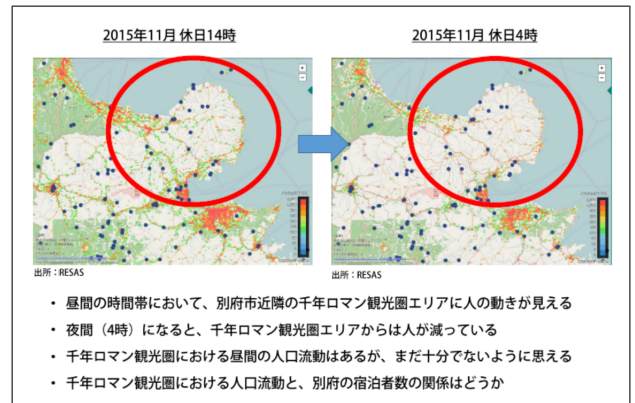 2015年11月 休日14時
2015年11月 休日4時
出所：RESAS
出所：RESAS
・ 昼間の時間帯において、別府市近隣の千年ロマン観光圏エリアに人の動きが見える
・ 夜間（4時）になると、千年ロマン観光圏エリアからは人が減っている
・ 千年ロマン観光圏における昼間の人口流動はあるが、まだ十分でないように思える
・ 千年ロマン観光圏における人口流動と、別府の宿泊者数の関係はどうか